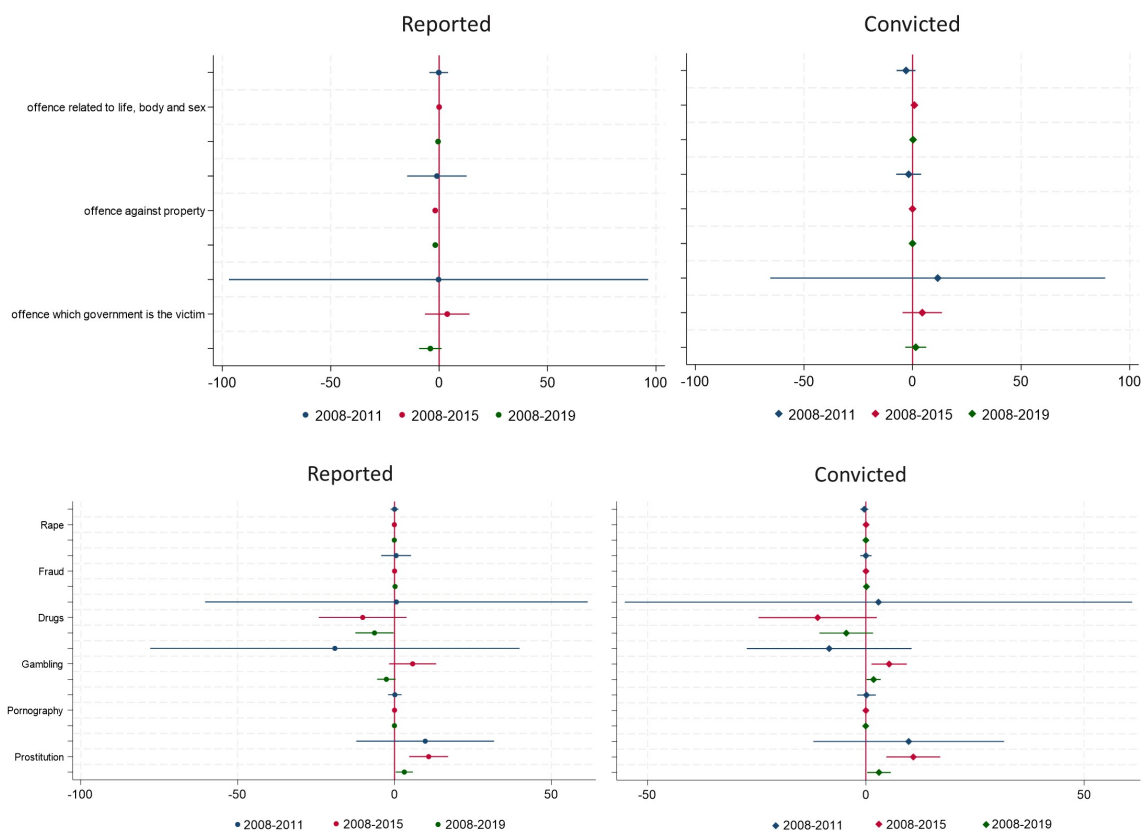 Reported
offence related to life, body and sex
offence against property
offence which government is the victim
-100 -50 0 50 100
2008-2011 2008-2015 2008-2019
Convicted
-100 -50 0 50 100
2008-2011 2008-2015 2008-2019
Reported
Rape
Fraud
Drugs
Gambling
Pornography
Prostitution
-100 -50 0 50
2008-2011 2008-2015 2008-2019
Convicted
-50 0 50
2008-2011 2008-2015 2008-2019